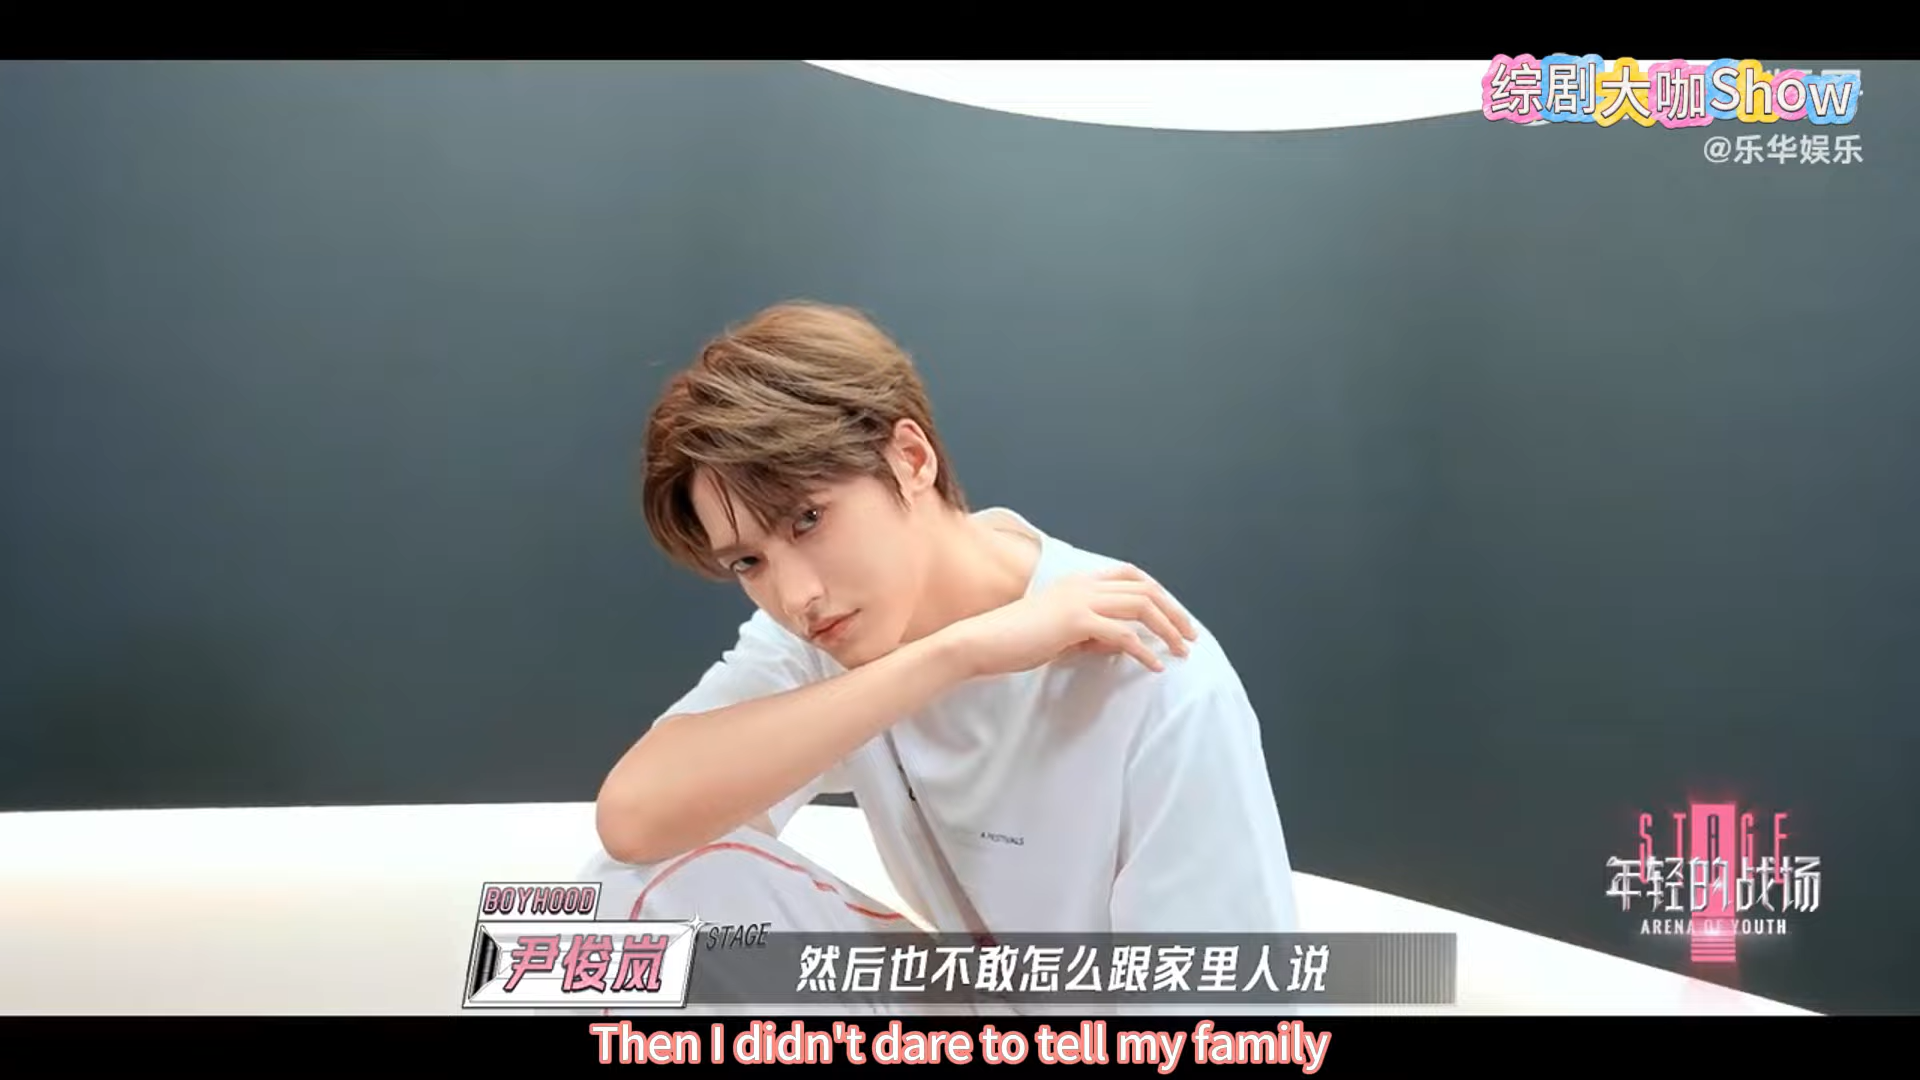 综剧大咖Show
@乐华娱乐
A FESTIVALS
STAGE
年轻的战场
ARENA OF YOUTH
BOYHOOD
尹俊岚
STAGE
然后也不敢怎么跟家里人说
Then I didn't dare to tell my family